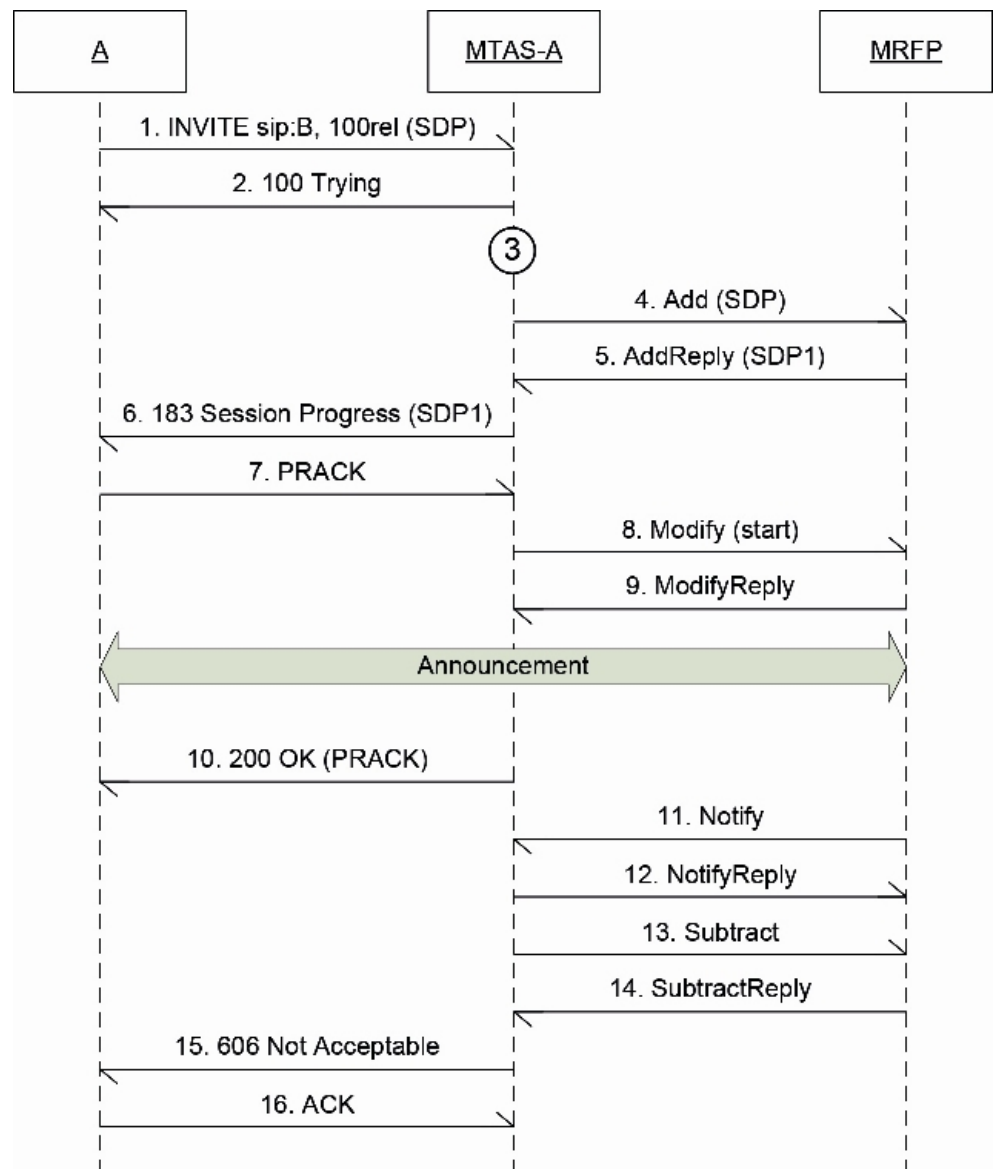 A
MTAS-A
MRFP
1. INVITE sip:B, 100rel (SDP)
2. 100 Trying
3
4. Add (SDP)
5. AddReply (SDP1)
6. 183 Session Progress (SDP1)
7. PRACK
8. Modify (start)
9. ModifyReply
Announcement
10. 200 OK (PRACK)
11. Notify
12. NotifyReply
13. Subtract
14. SubtractReply
15. 606 Not Acceptable
16. ACK